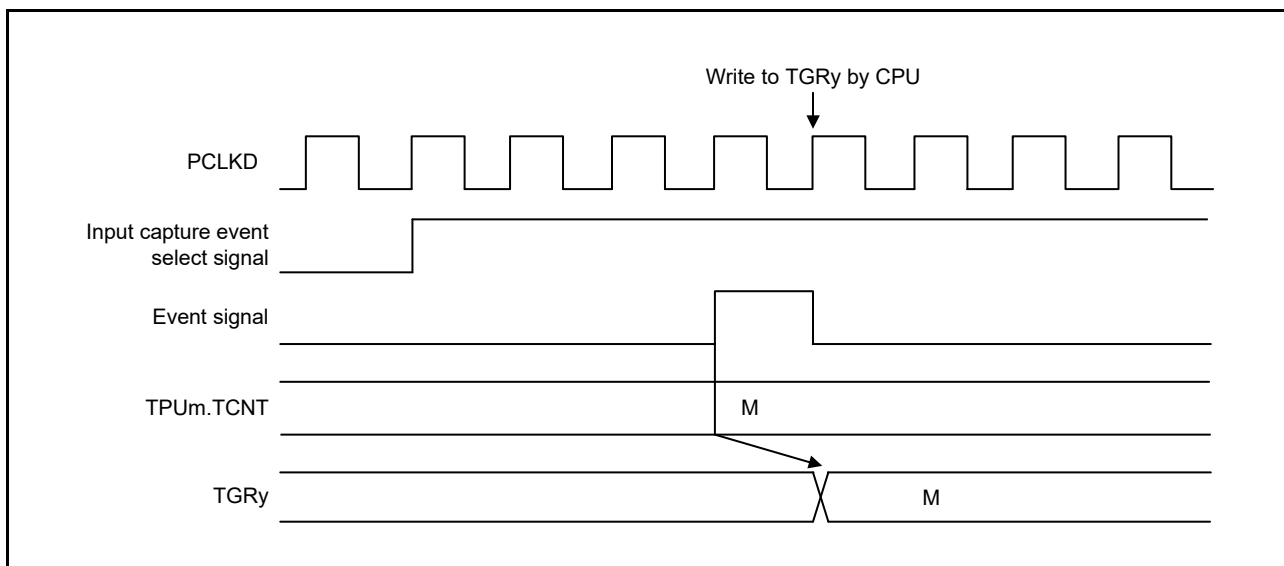 Write to TGRy by CPU
PCLKD
Input capture event
select signal
Event signal
TPUm.TCNT
M
TGRy
M